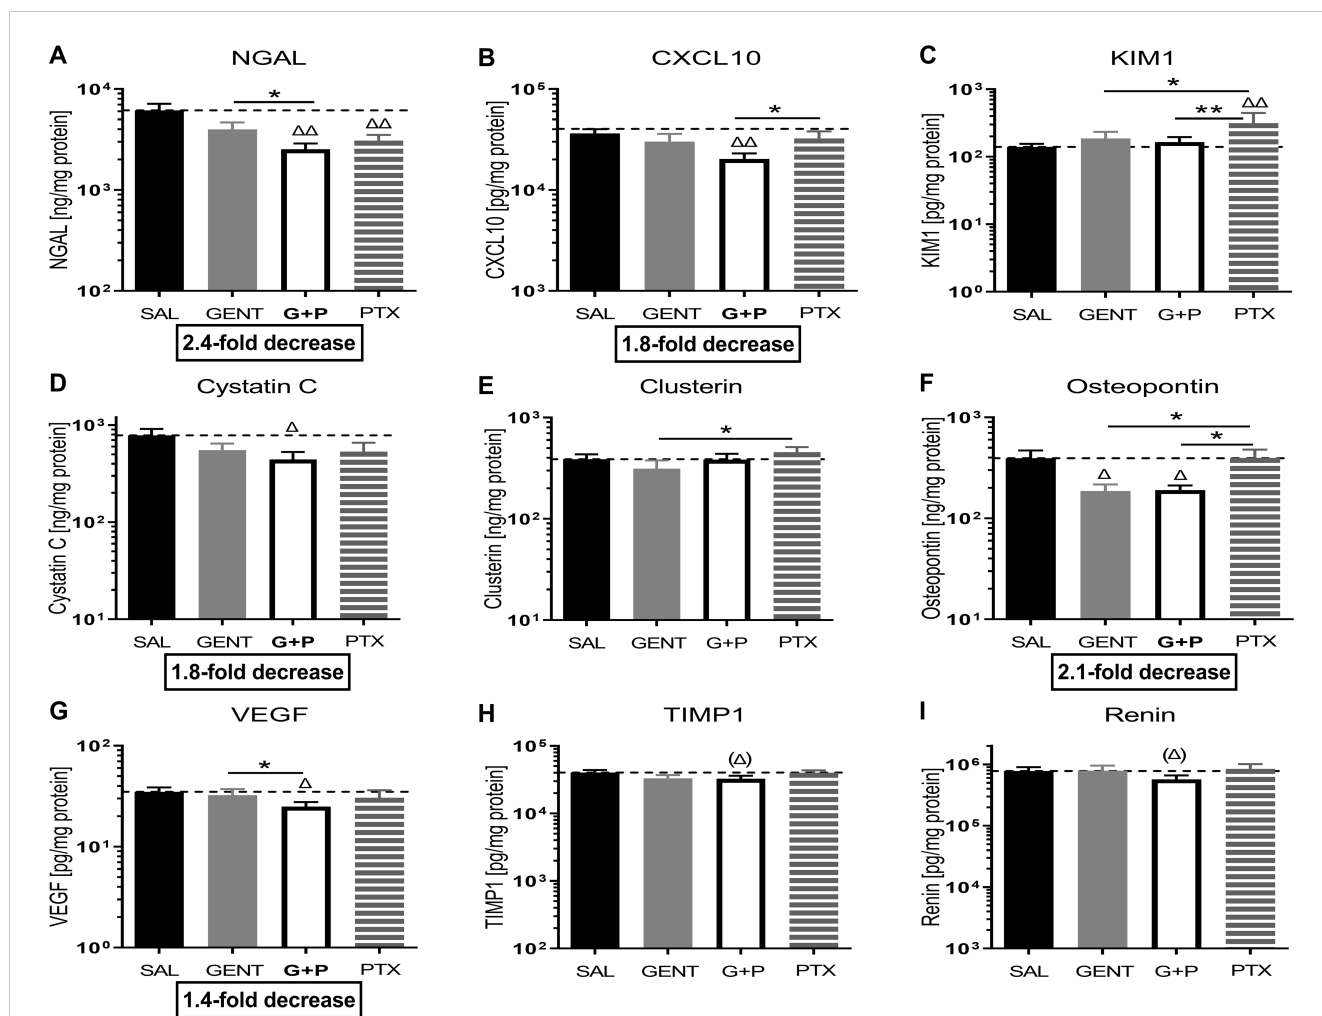 A
NGAL
NGAL [ng/mg protein]
10⁴
10³
10²
*
ΔΔ
ΔΔ
SAL GENT G+P PTX
2.4-fold decrease
B
CXCL10
CXCL10 [pg/mg protein]
10⁵
10⁴
10³
*
ΔΔ
SAL GENT G+P PTX
1.8-fold decrease
C
KIM1
KIM1 [pg/mg protein]
10³
10²
10¹
10⁰
*
**
ΔΔ
SAL GENT G+P PTX
D
Cystatin C
Cystatin C [ng/mg protein]
10³
10²
10¹
Δ
SAL GENT G+P PTX
1.8-fold decrease
E
Clusterin
Clusterin [ng/mg protein]
10³
10²
10¹
*
SAL GENT G+P PTX
F
Osteopontin
Osteopontin [ng/mg protein]
10³
10²
10¹
*
*
Δ
Δ
SAL GENT G+P PTX
2.1-fold decrease
G
VEGF
VEGF [pg/mg protein]
10²
10¹
10⁰
*
Δ
SAL GENT G+P PTX
1.4-fold decrease
H
TIMP1
TIMP1 [pg/mg protein]
10⁵
10⁴
10³
10²
(Δ)
SAL GENT G+P PTX
I
Renin
Renin [pg/mg protein]
10⁶
10⁵
10⁴
10³
(Δ)
SAL GENT G+P PTX